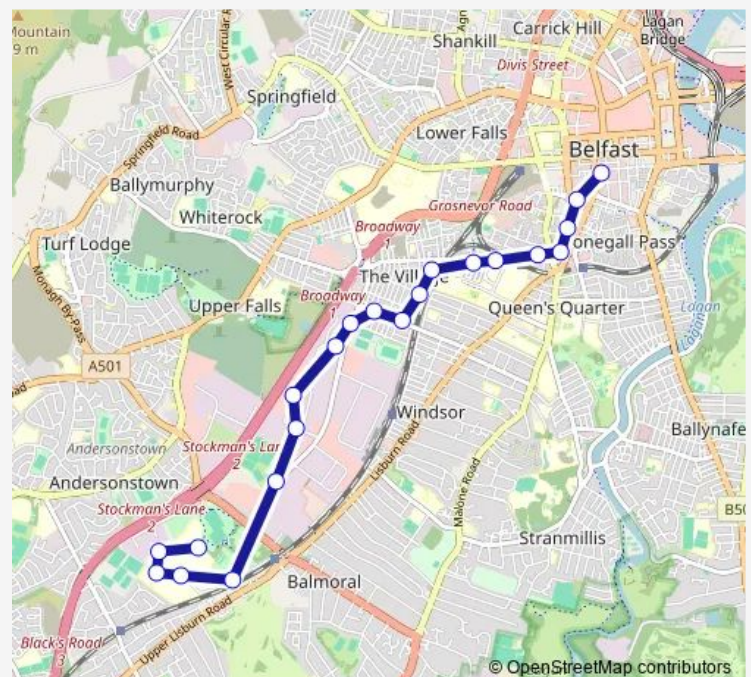 Mountain
9 m
West Circular R
Carrick Hill
Lagan
Bridge
Shankill
Divis Street
Springfield
Springfield Road
Lower Falls
Belfast
Ballymurphy
Whiterock
Grosvenor Road
Broadway
1
Turf Lodge
onegall Pass
The Villa
Broadway
1
Monagh By-Pass
Upper Falls
Queen's Quarter
Lagan
A501
Windsor
Andersonstown
Stockman's Lan
2
Lisburn Road
Ballynafe
Andersonstown
Malone Road
Stockman's Lane
2
B50
Stranmillis
Balmoral
Upper Lisburn Road
Black's Road
3
© OpenStreetMap contributors